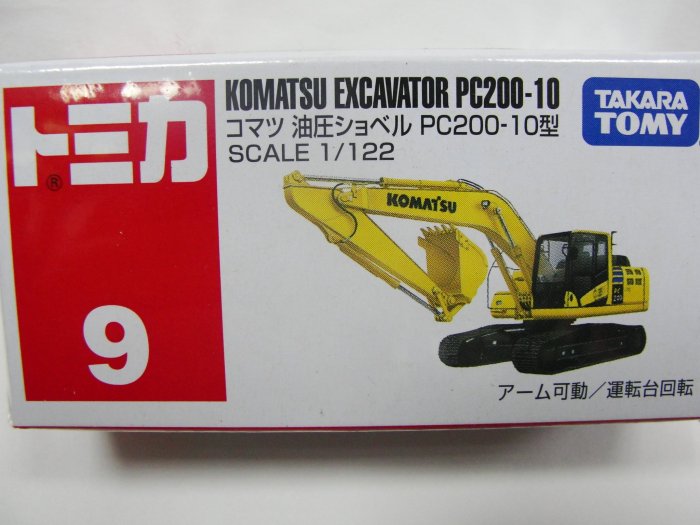 トミカ
®
9
KOMATSU EXCAVATOR PC200-10
コマツ 油圧ショベル PC200-10型
SCALE 1/122
TAKARA
TOMY
KOMATSU
アーム可動／運転台回転